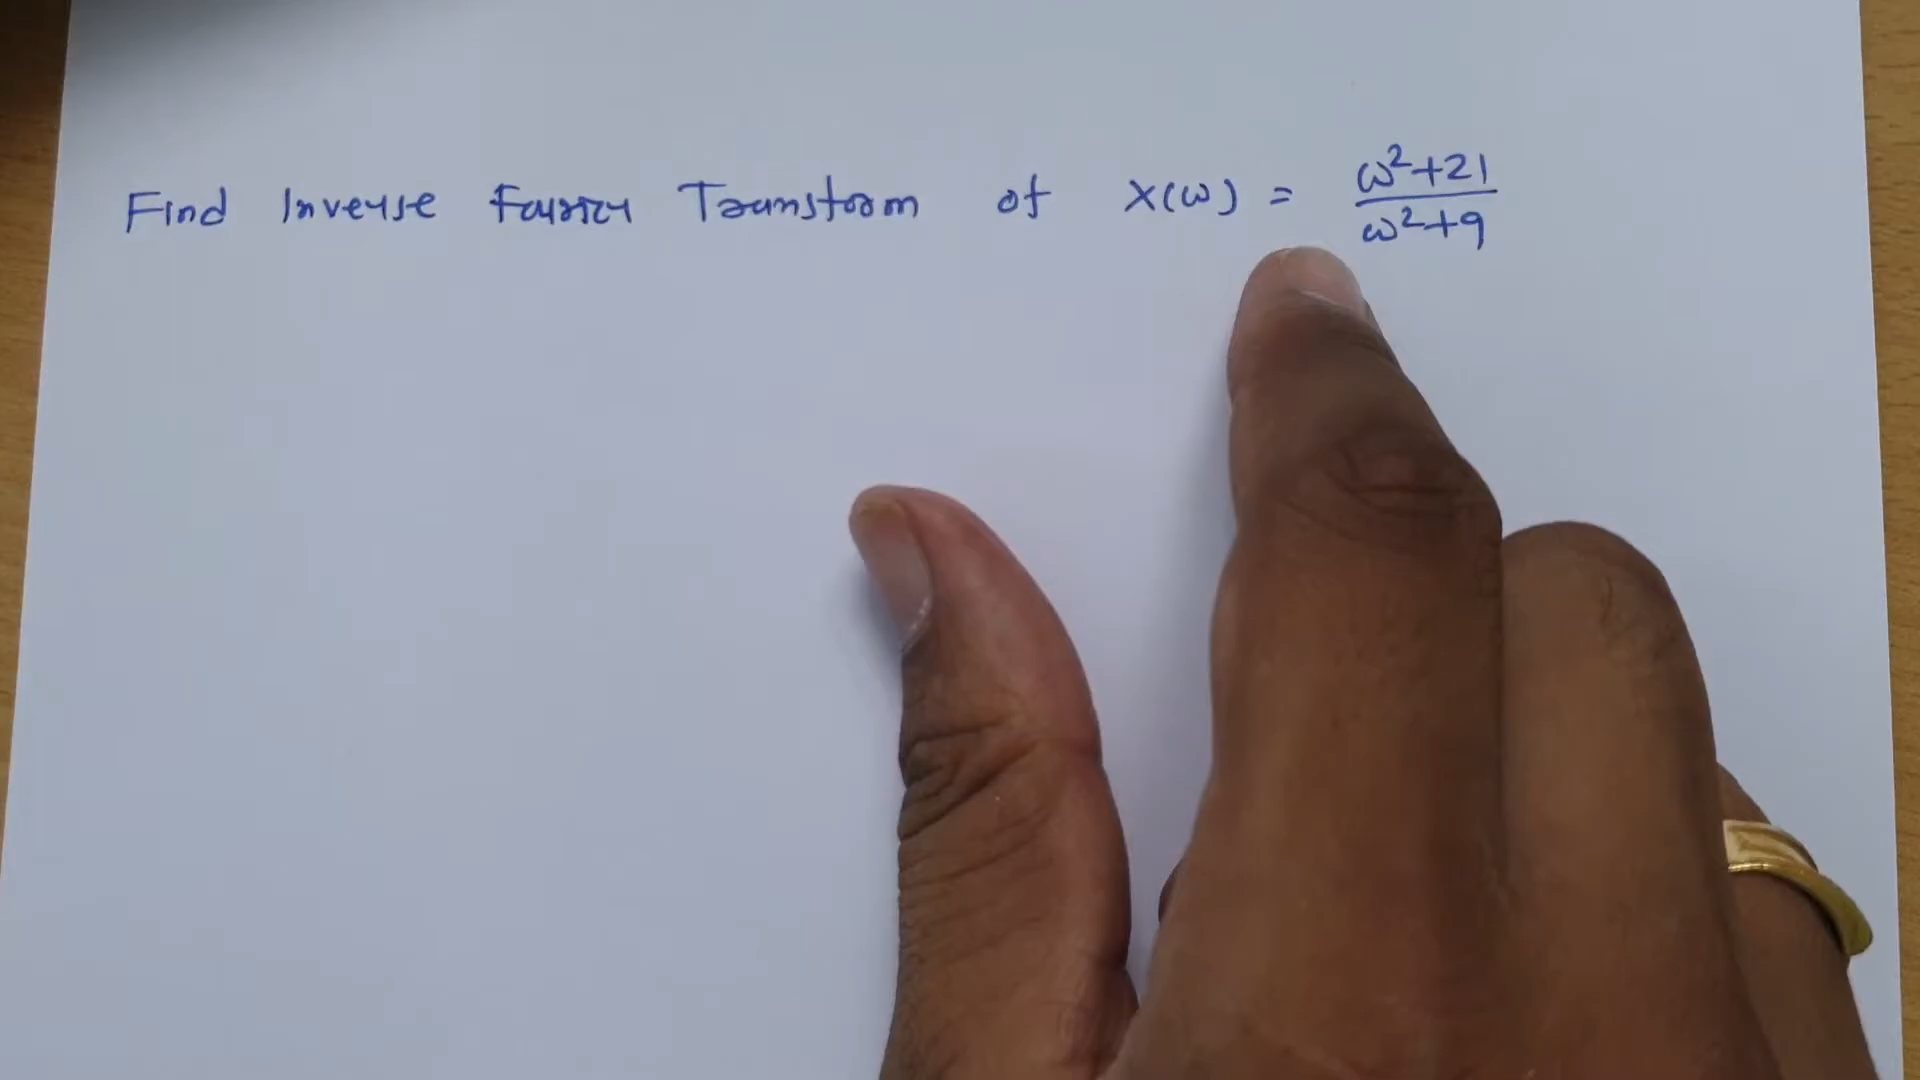 Find Inverse Fourier Transform of X(ω) = ω²+21 / ω²+9